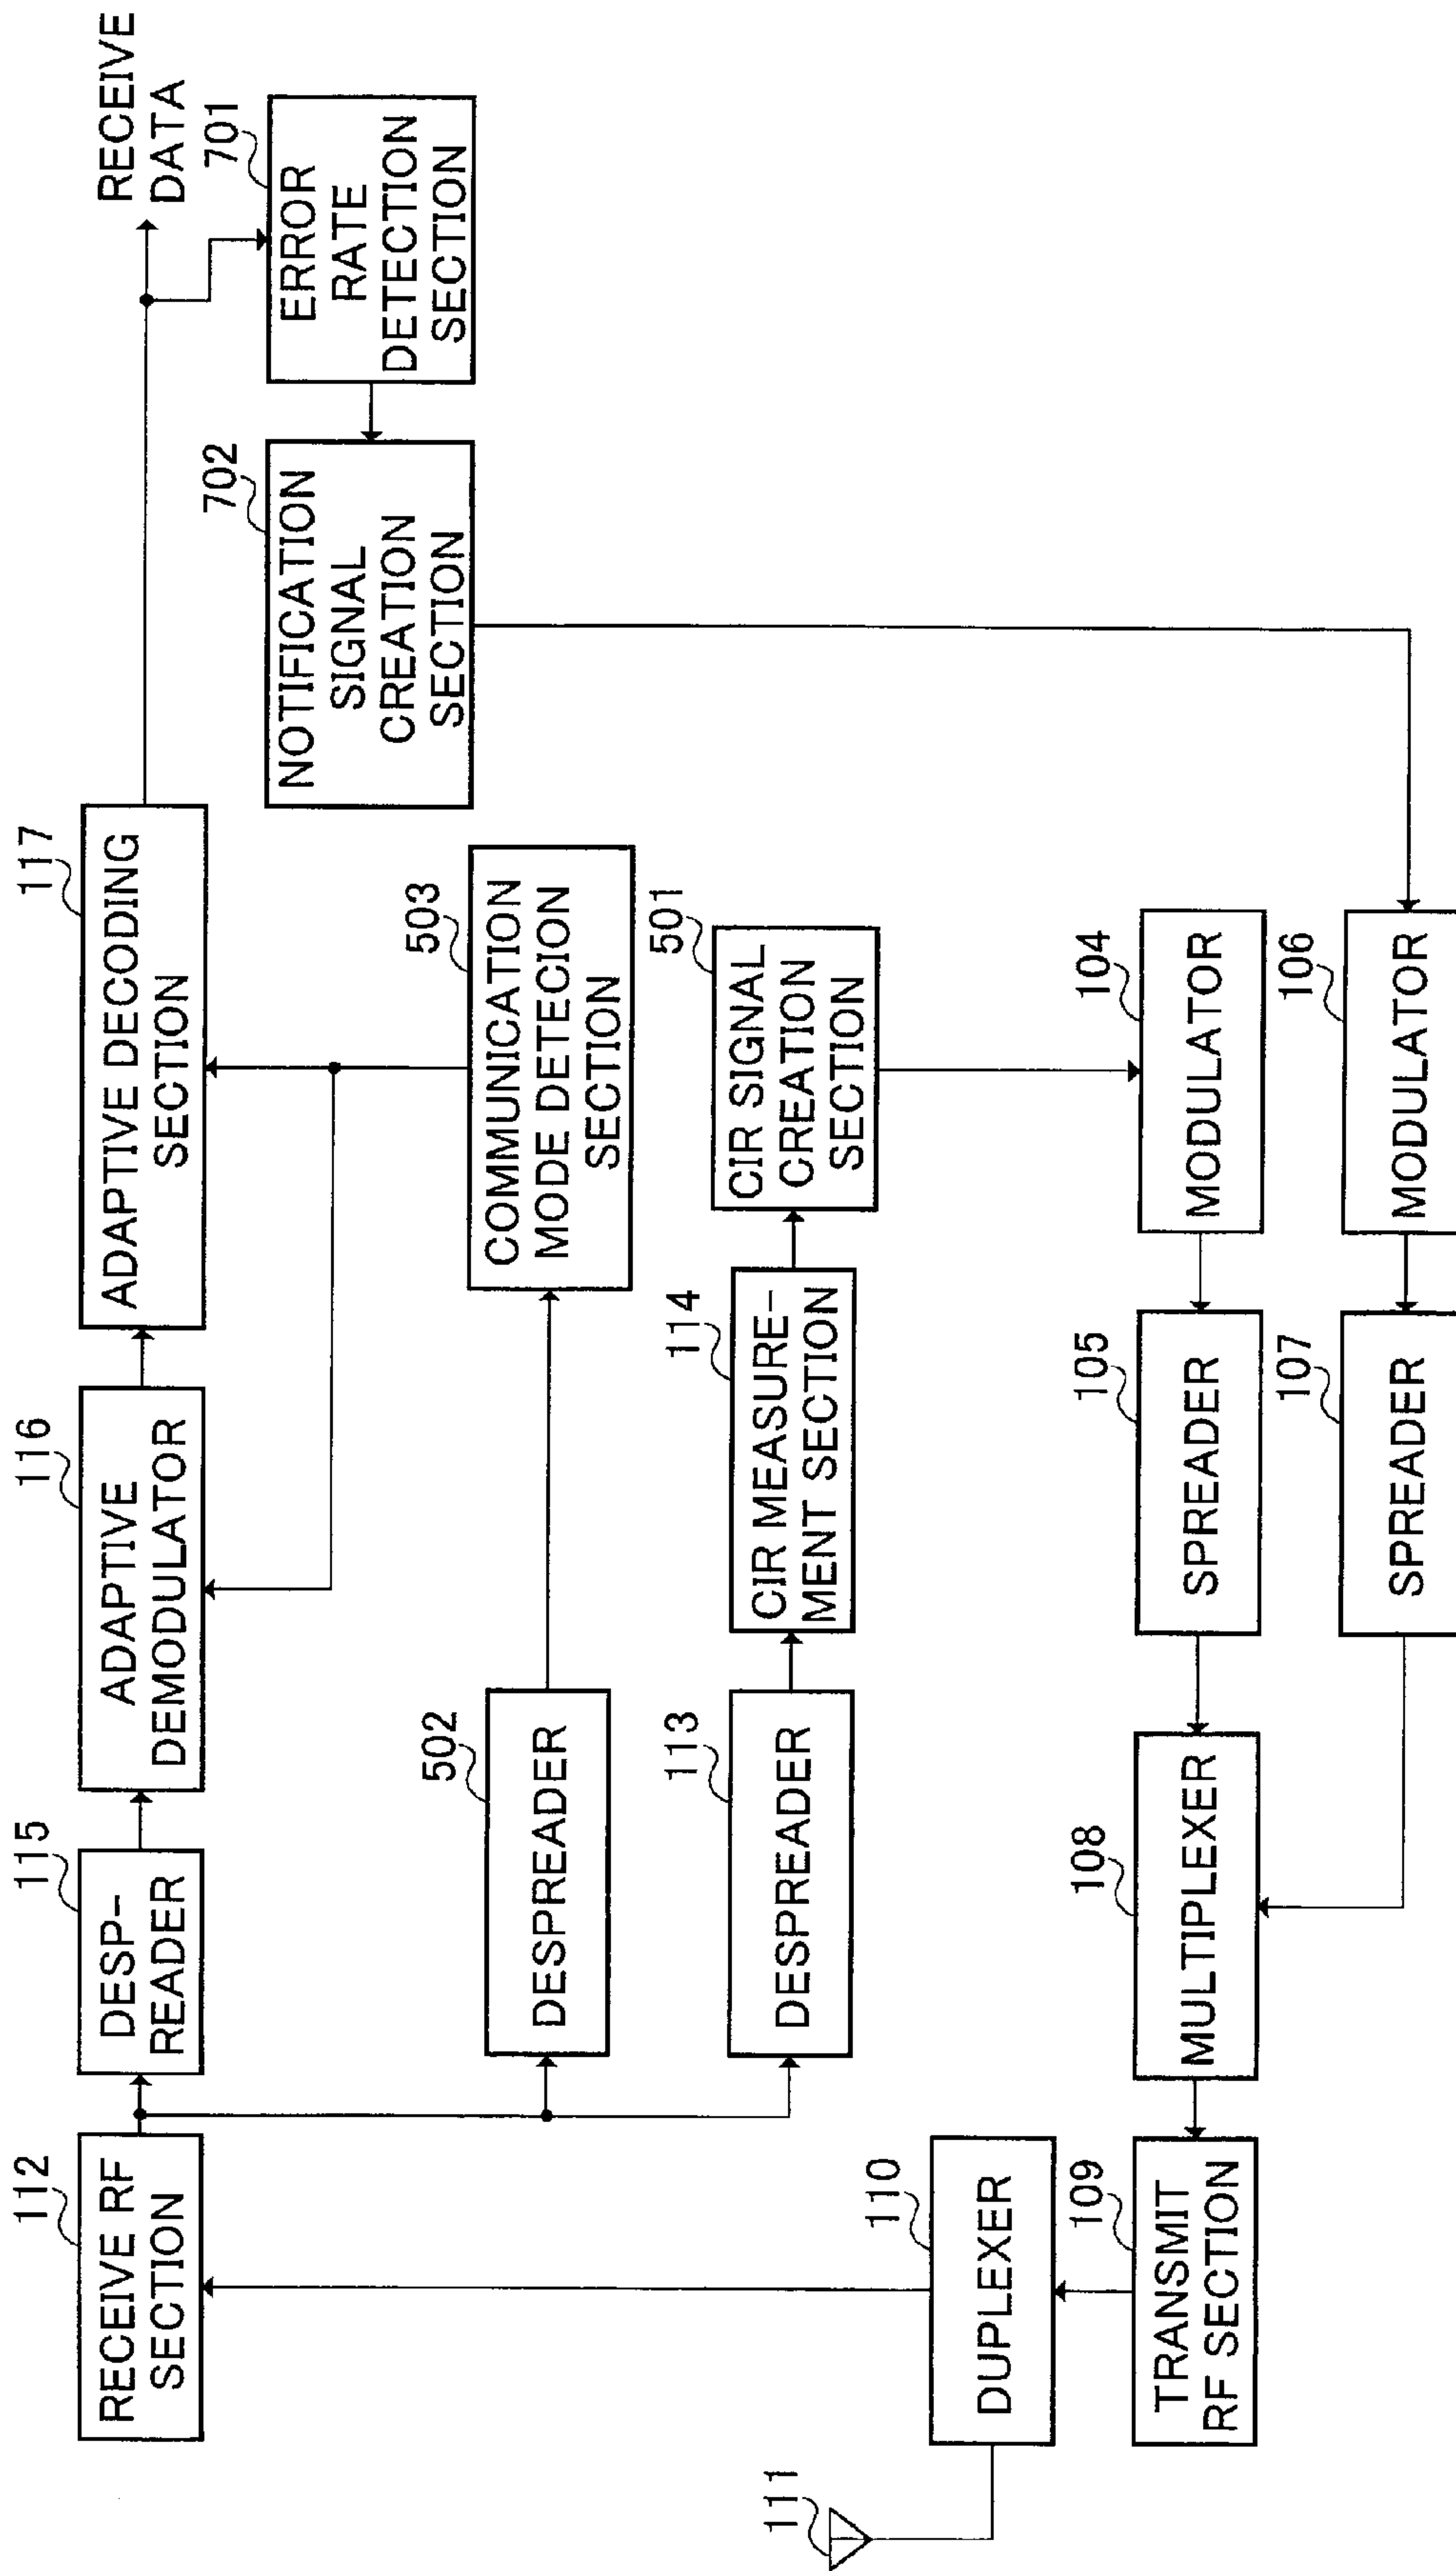 112
RECEIVE RF
SECTION
115
DESP-
READER
116
ADAPTIVE
DEMODULATOR
117
ADAPTIVE DECODING
SECTION
RECEIVE
DATA
701
ERROR
RATE
DETECTION
SECTION
702
NOTIFICATION
SIGNAL
CREATION
SECTION
502
DESPREADER
503
COMMUNICATION
MODE DETECION
SECTION
113
DESPREADER
114
CIR MEASURE-
MENT SECTION
501
CIR SIGNAL
CREATION
SECTION
111
110
DUPLEXER
109
TRANSMIT
RF SECTION
108
MULTIPLEXER
105
SPREADER
104
MODULATOR
107
SPREADER
106
MODULATOR